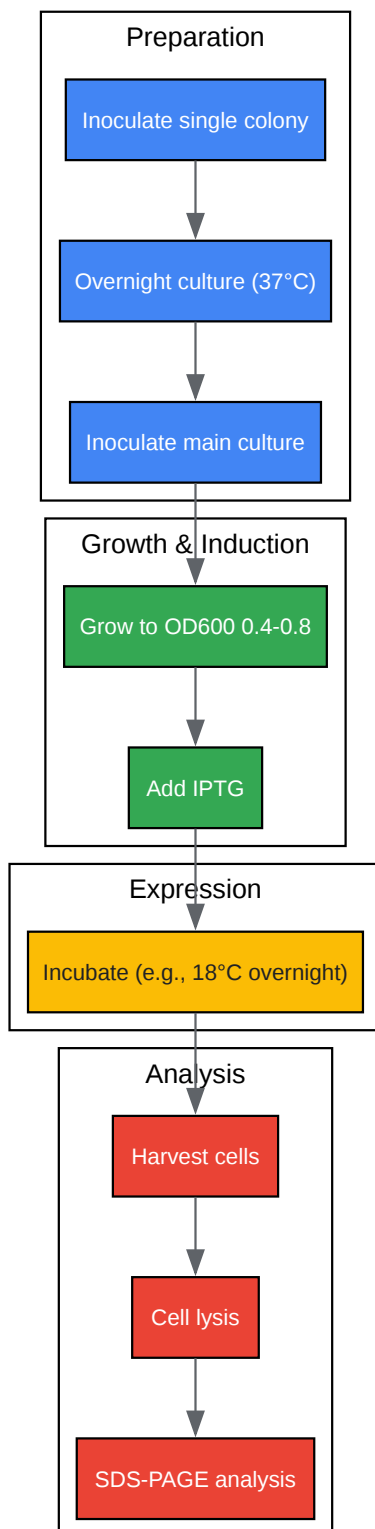 Preparation
Inoculate single colony
Overnight culture (37°C)
Inoculate main culture
Growth & Induction
Grow to OD600 0.4-0.8
Add IPTG
Expression
Incubate (e.g., 18°C overnight)
Analysis
Harvest cells
Cell lysis
SDS-PAGE analysis